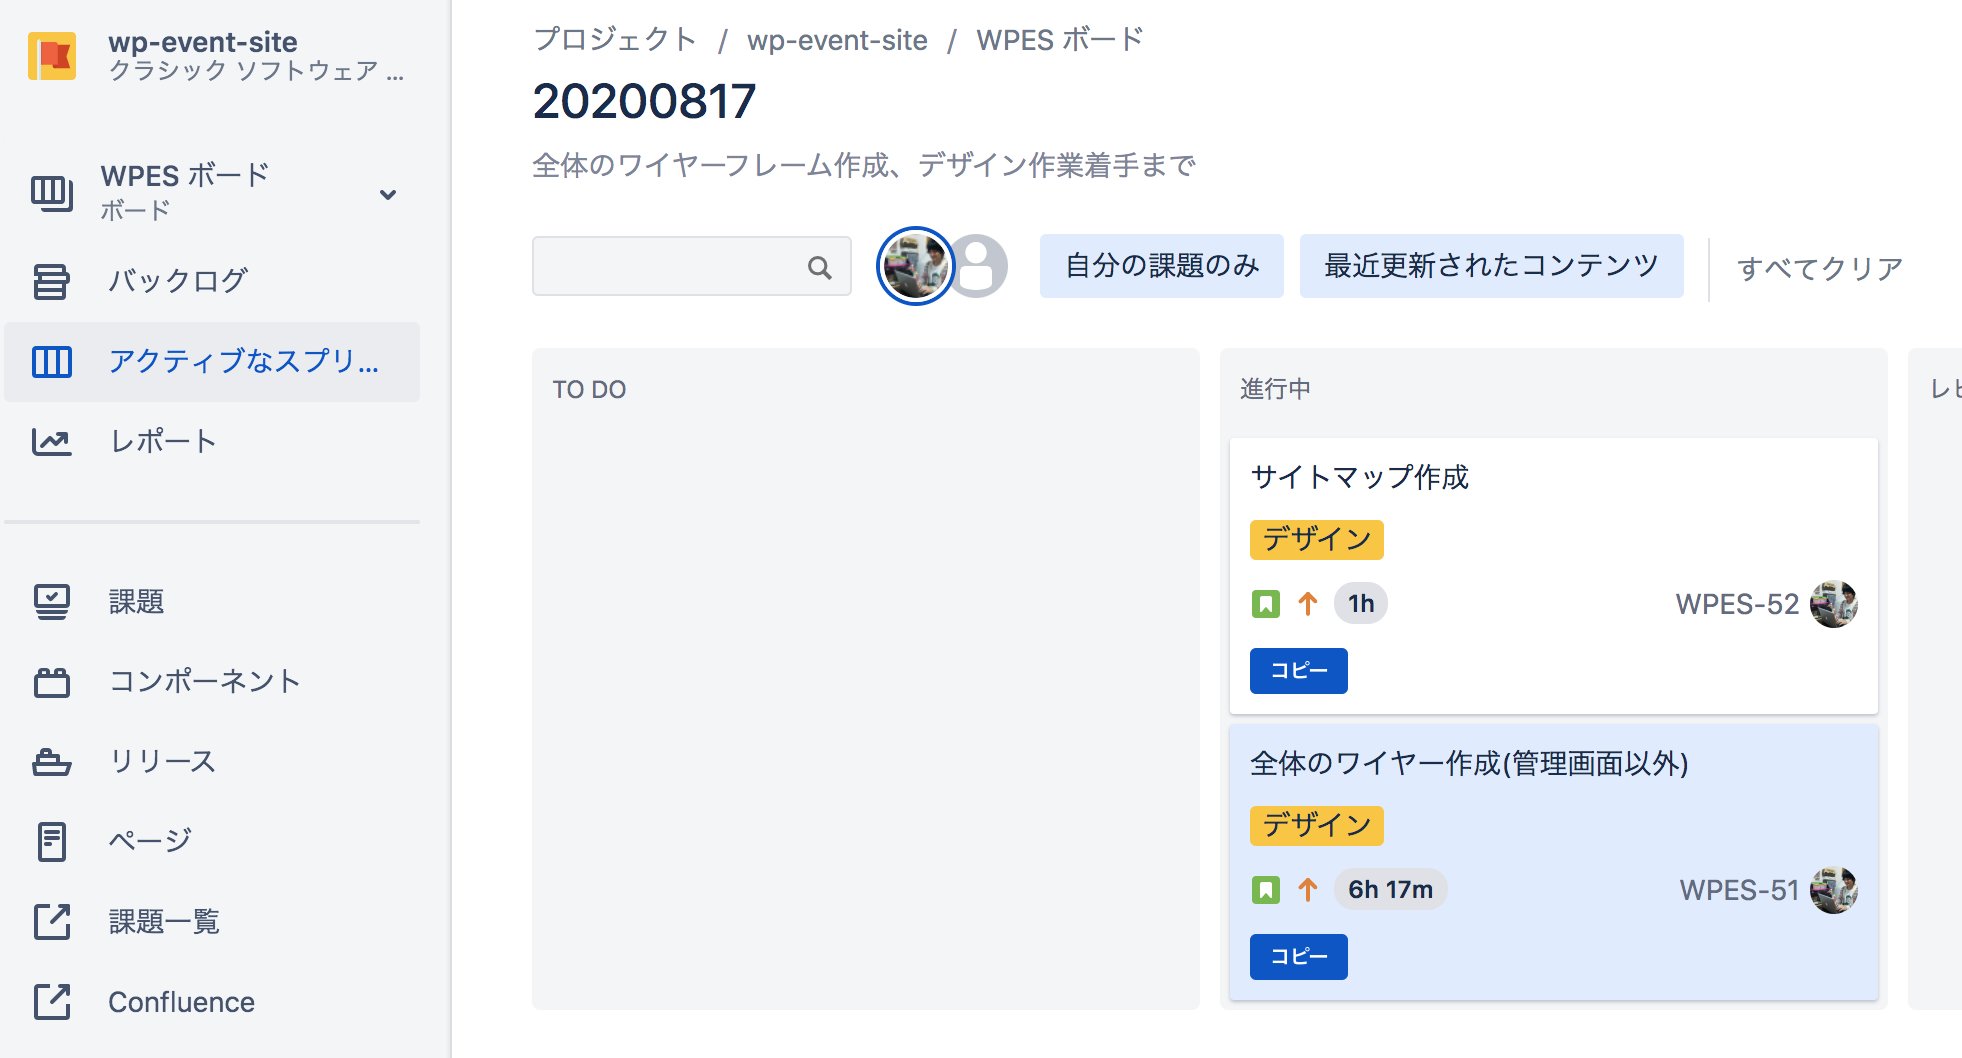 wp-event-site
クラシック ソフトウェア ...
WPES ボード
ボード
バックログ
アクティブなスプリ...
レポート
課題
コンポーネント
リリース
ページ
課題一覧
Confluence
プロジェクト / wp-event-site / WPES ボード
20200817
全体のワイヤーフレーム作成、デザイン作業着手まで
自分の課題のみ
最近更新されたコンテンツ
すべてクリア
TO DO
進行中
サイトマップ作成
デザイン
1h
WPES-52
コピー
全体のワイヤー作成(管理画面以外)
デザイン
6h 17m
WPES-51
コピー